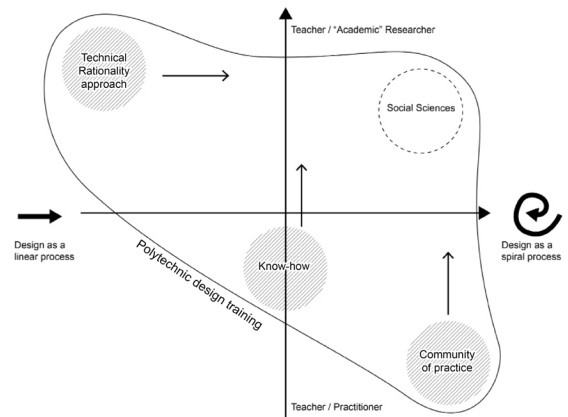 Teacher / "Academic" Researcher
Technical
Rationality
approach
Social Sciences
Design as a
linear process
Design as a
spiral process
Know-how
Polytechnic design training
Community
of practice
Teacher / Practitioner